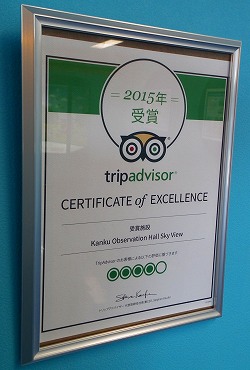 = 2015年 =
受賞
tripadvisor®
CERTIFICATE of EXCELLENCE
受賞施設
Kanku Observation Hall Sky View